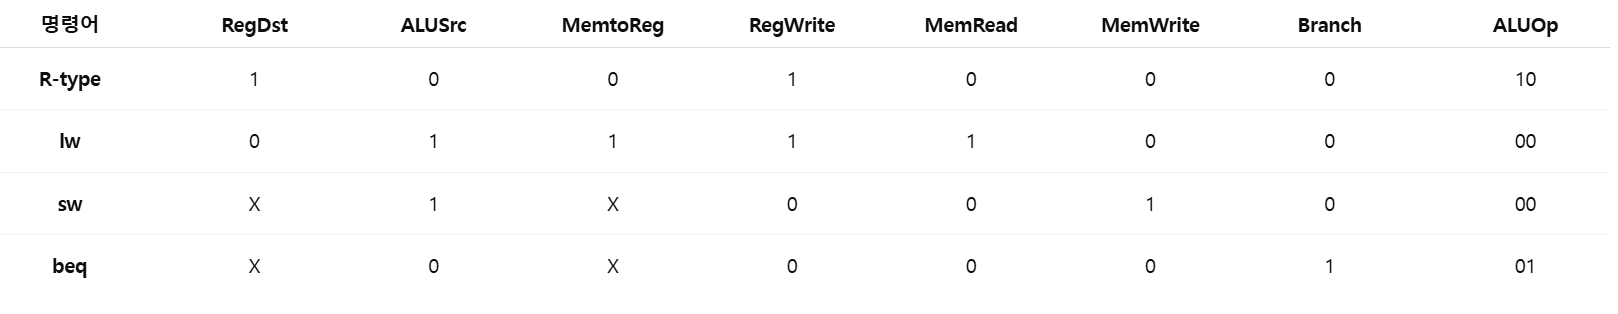 명령어 RegDst ALUSrc MemtoReg RegWrite MemRead MemWrite Branch ALUOp
R-type 1 0 0 1 0 0 0 10
lw 0 1 1 1 1 0 0 00
sw X 1 X 0 0 1 0 00
beq X 0 X 0 0 0 1 01